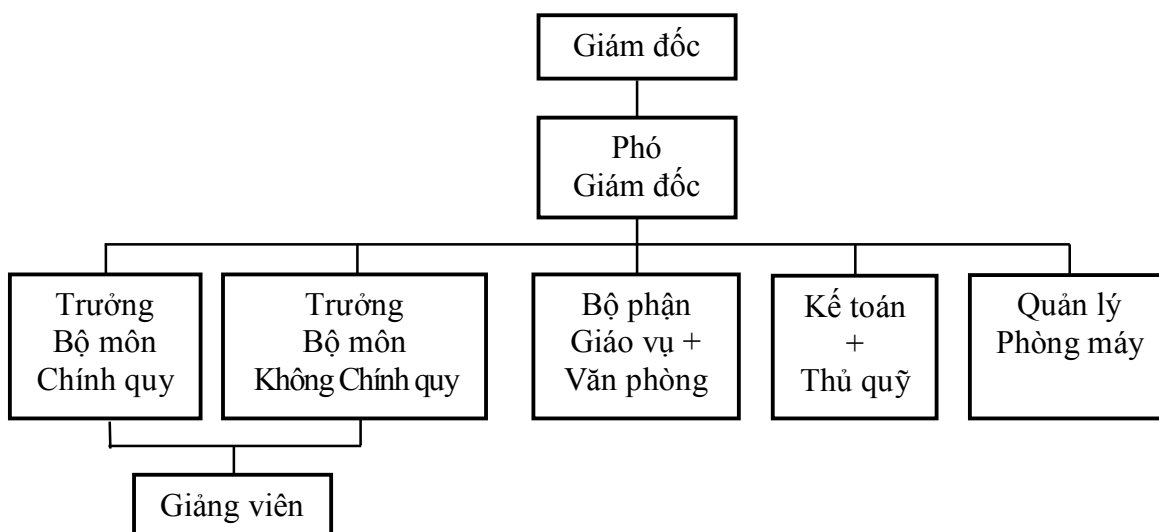 Giám đốc
Phó
Giám đốc
Trưởng
Bộ môn
Chính quy
Trưởng
Bộ môn
Không Chính quy
Bộ phận
Giáo vụ +
Văn phòng
Kế toán
+
Thủ quỹ
Quản lý
Phòng máy
Giảng viên